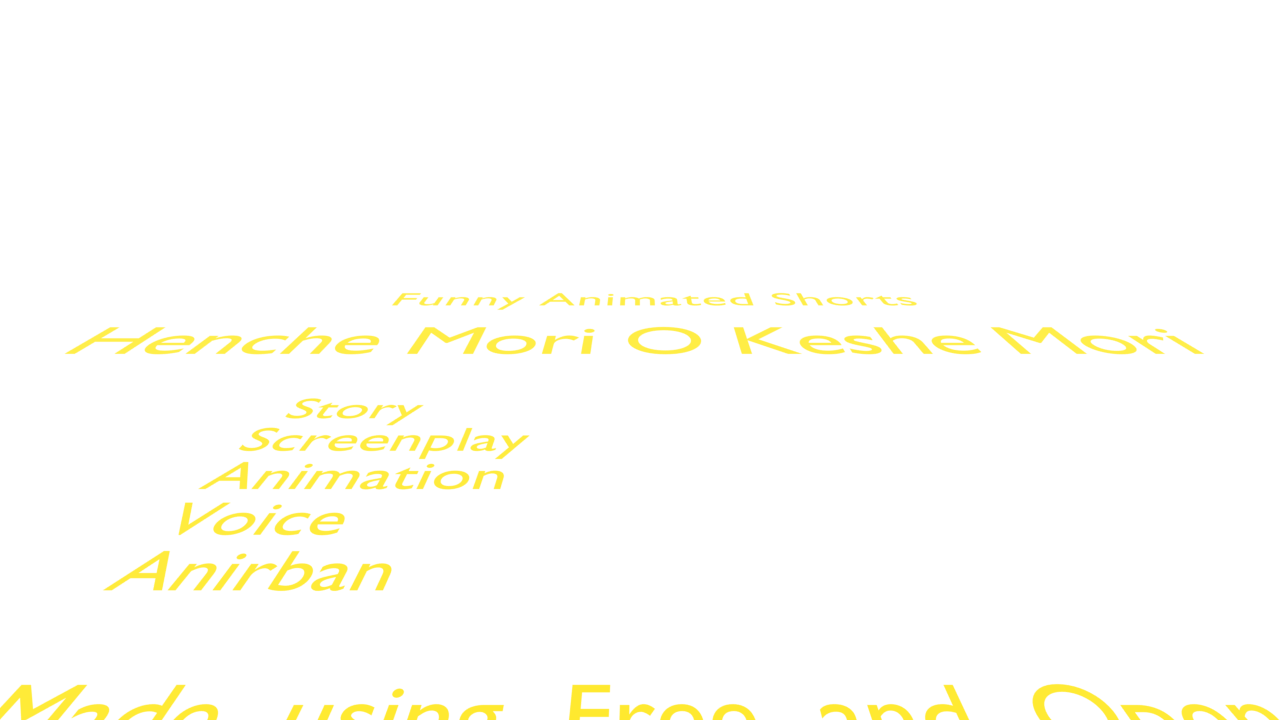 Funny Animated Shorts
Henche Mori O Keshe Mori
Story
Screenplay
Animation
Voice
Anirban
Made using Free and Open